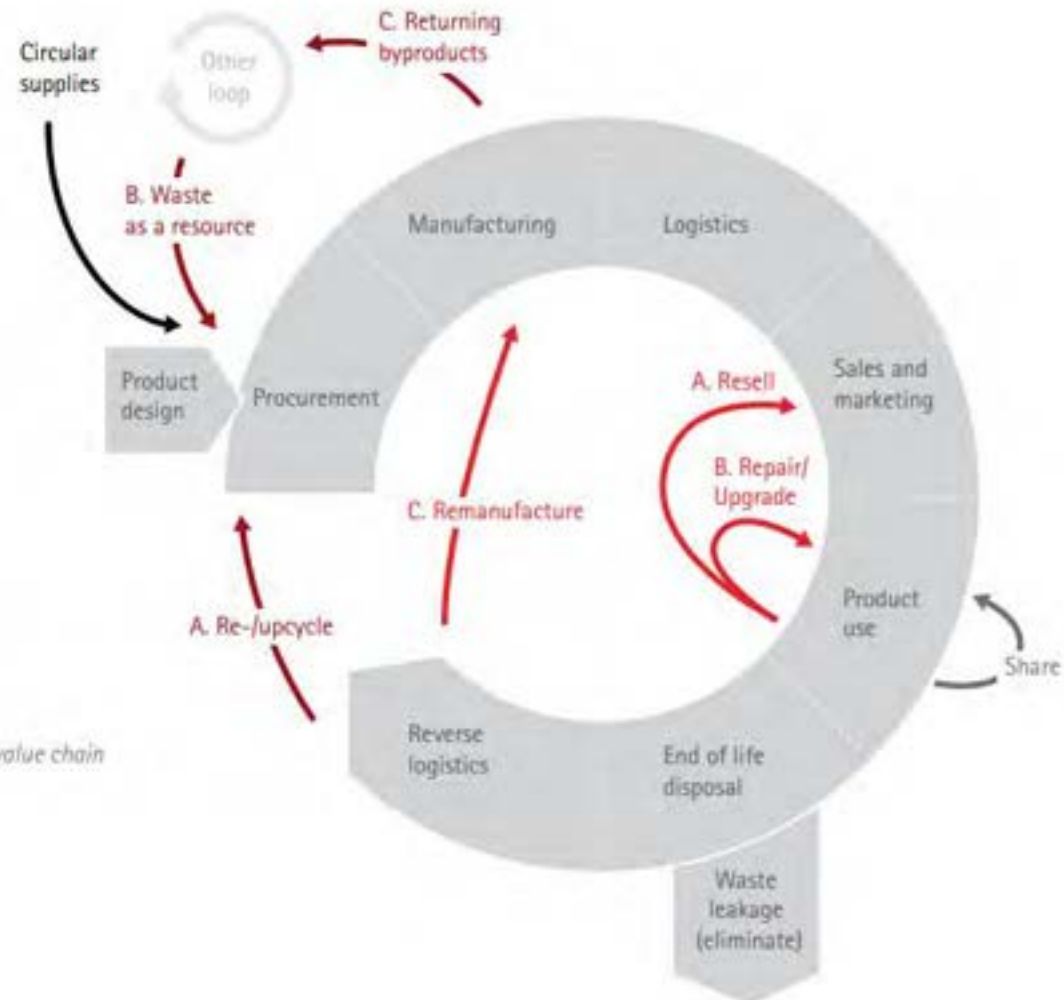 C. Returning
byproducts
Circular
supplies
Other
loop
B. Waste
as a resource
Manufacturing
Logistics
Product
design
Procurement
A. Resell
Sales and
marketing
B. Repair/
Upgrade
C. Remanufacture
Product
use
A. Re-/upcycle
Share
Reverse
logistics
End of life
disposal
value chain
Waste
leakage
(eliminate)